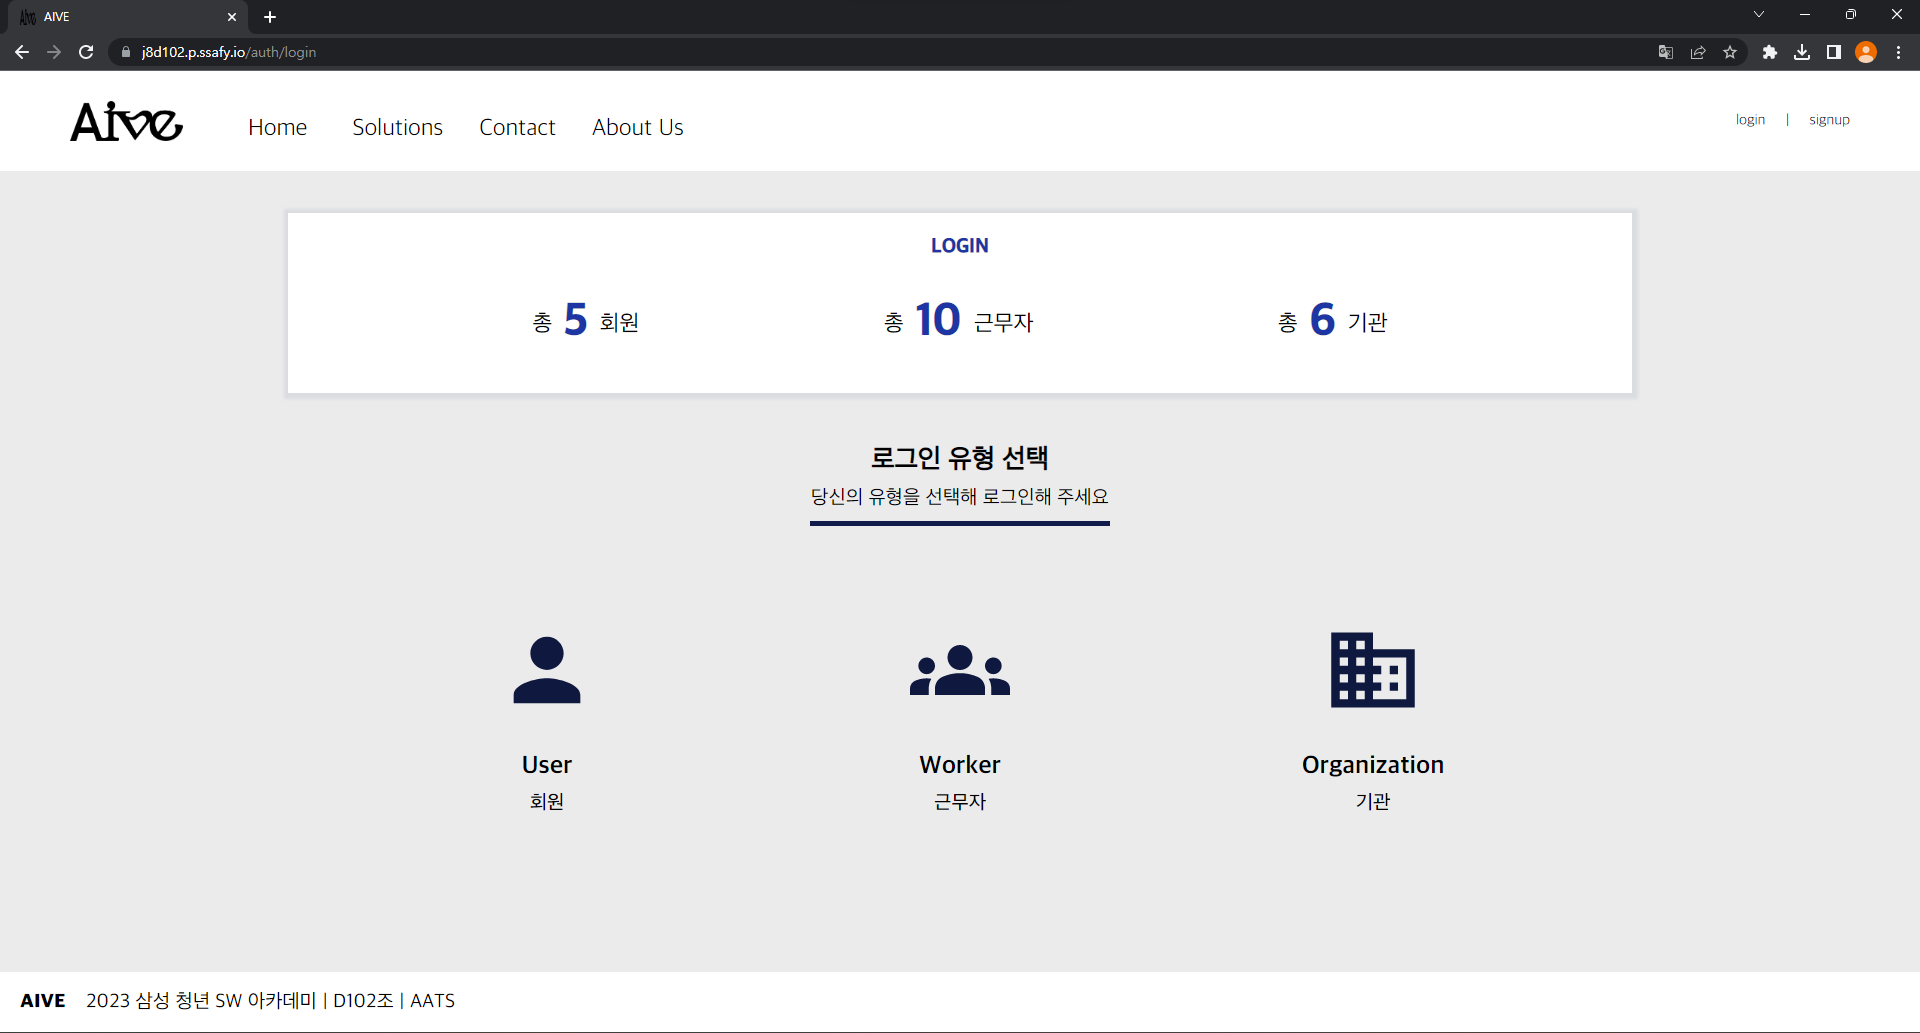 AIVE
j8d102.p.ssafy.io/auth/login
Aive Home Solutions Contact About Us login | signup
LOGIN
총 5 회원 총 10 근무자 총 6 기관
로그인 유형 선택
당신의 유형을 선택해 로그인해 주세요
User Worker Organization
회원 근무자 기관
AIVE 2023 삼성 청년 SW 아카데미 | D102조 | AATS